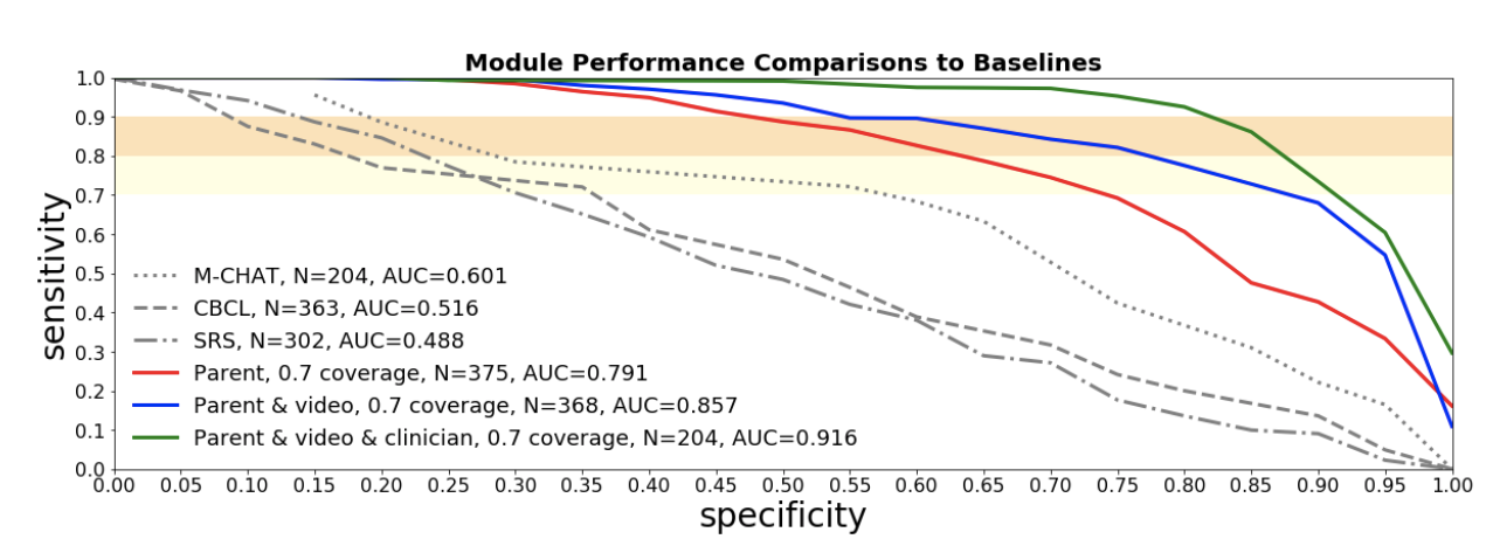 Module Performance Comparisons to Baselines
sensitivity
1.0
0.9
0.8
0.7
0.6
0.5
0.4
0.3
0.2
0.1
0.0
M-CHAT, N=204, AUC=0.601
CBCL, N=363, AUC=0.516
SRS, N=302, AUC=0.488
Parent, 0.7 coverage, N=375, AUC=0.791
Parent & video, 0.7 coverage, N=368, AUC=0.857
Parent & video & clinician, 0.7 coverage, N=204, AUC=0.916
0.00 0.05 0.10 0.15 0.20 0.25 0.30 0.35 0.40 0.45 0.50 0.55 0.60 0.65 0.70 0.75 0.80 0.85 0.90 0.95 1.00
specificity